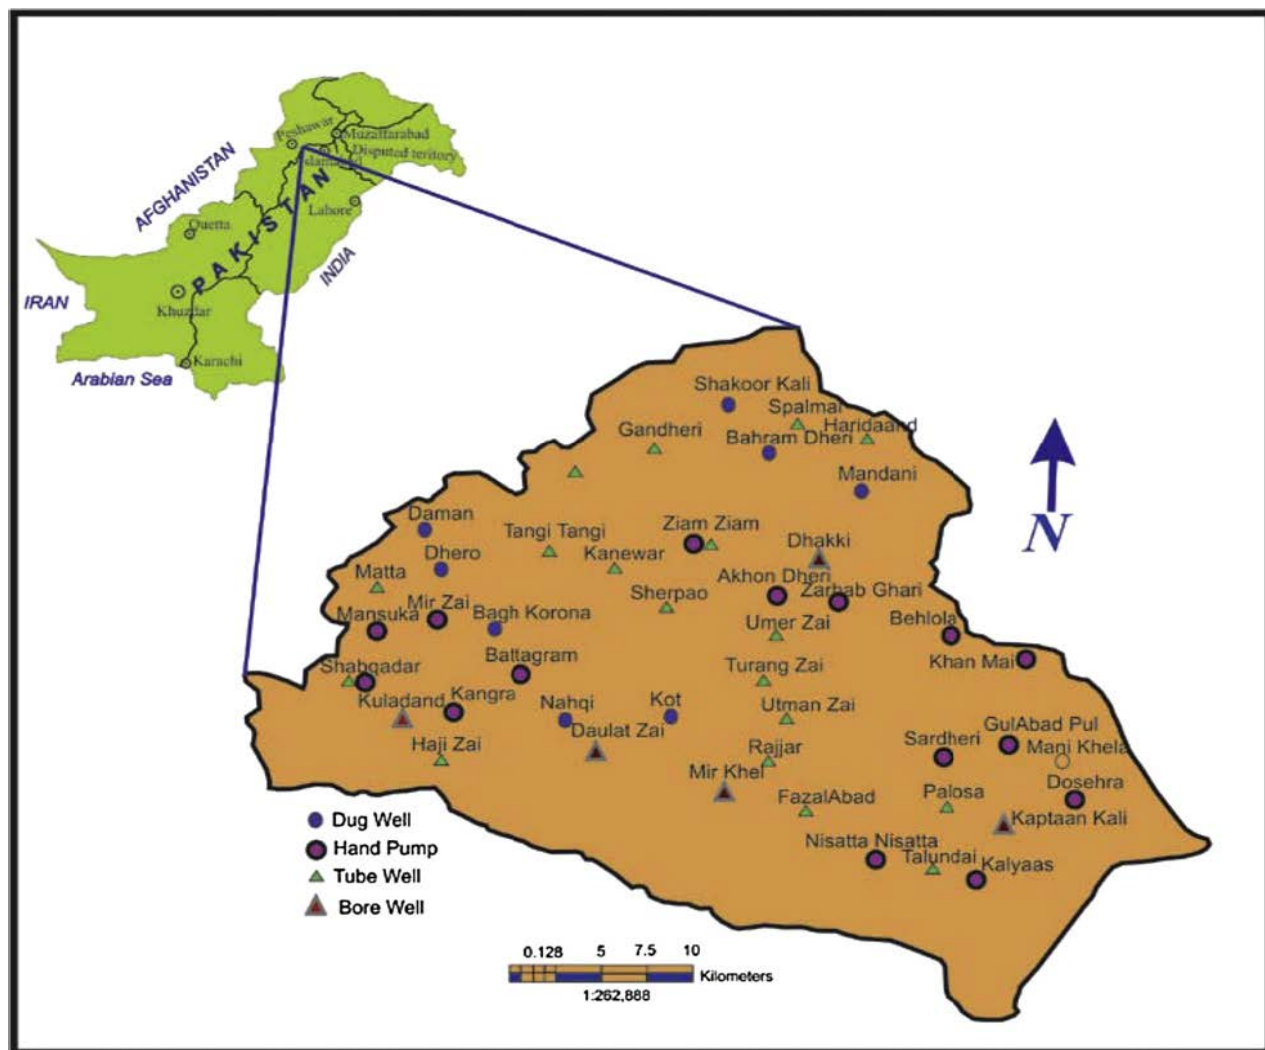 Peshawar
Muzaffarabad
Disputed teritory
Islamabad
AFGHANISTAN
PAKISTAN
Lahore
Quetta
INDIA
IRAN
Khuzdar
Karachi
Arabian Sea
Shakoor Kali
Spalmai
Haridaand
Gandheri
Bahram Dheri
Mandani
N
Daman
Tangi Tangi
Ziam Ziam
Dhakki
Dhero
Kanewar
Matta
Akhon Dheri
Zarbab Ghari
Sherpao
Mir Zai
Mansuka
Bagh Korona
Umer Zai
Behlola
Battagram
Khan Mai
Shabqadar
Turang Zai
Kuladand
Kangra
Nahqi
Kot
Utman Zai
Daulat Zai
GulAbad Pul
Haji Zai
Rajjar
Sardheri
Mani Khela
Mir Khel
Dosehra
FazalAbad
Palosa
Kaptaan Kali
Nisatta Nisatta
Talundai
Kalyaas
Dug Well
Hand Pump
Tube Well
Bore Well
0.128 5 7.5 10
Kilometers
1:262,888